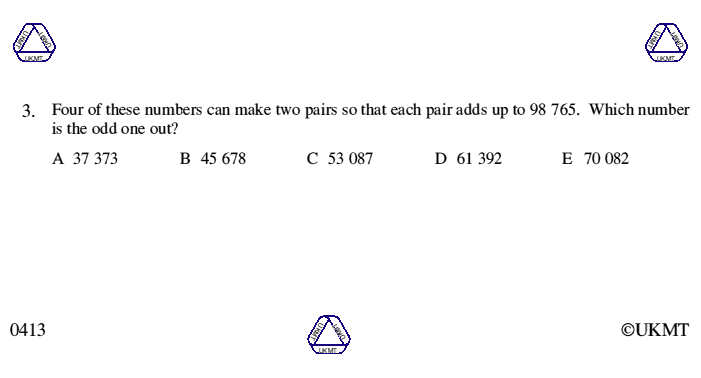 UKMT UKMT UKMT
UKMT UKMT UKMT
3. Four of these numbers can make two pairs so that each pair adds up to 98 765. Which number
is the odd one out?
A 37 373 B 45 678 C 53 087 D 61 392 E 70 082
0413
UKMT UKMT UKMT
©UKMT